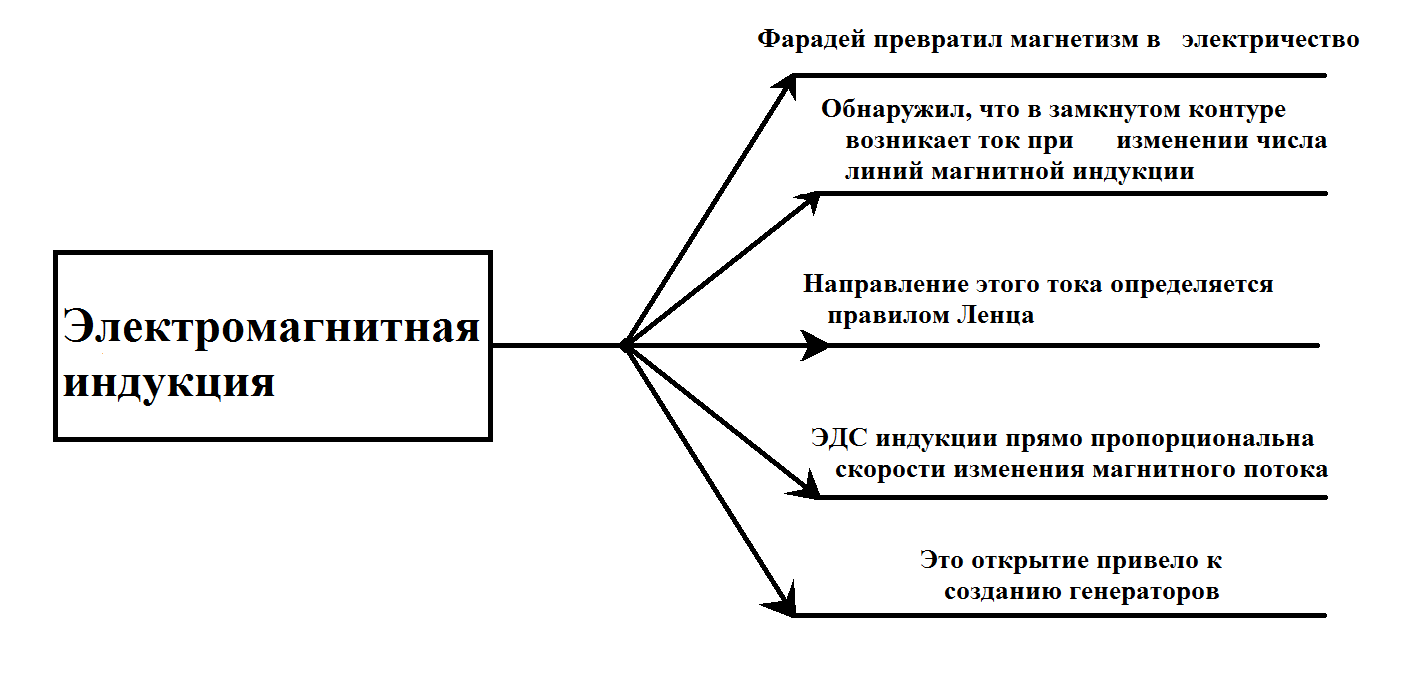 Фарадей превратил магнетизм в электричество
Обнаружил, что в замкнутом контуре
возникает ток при изменении числа
линий магнитной индукции
Электромагнитная
индукция
Направление этого тока определяется
правилом Ленца
ЭДС индукции прямо пропорциональна
скорости изменения магнитного потока
Это открытие привело к
созданию генераторов